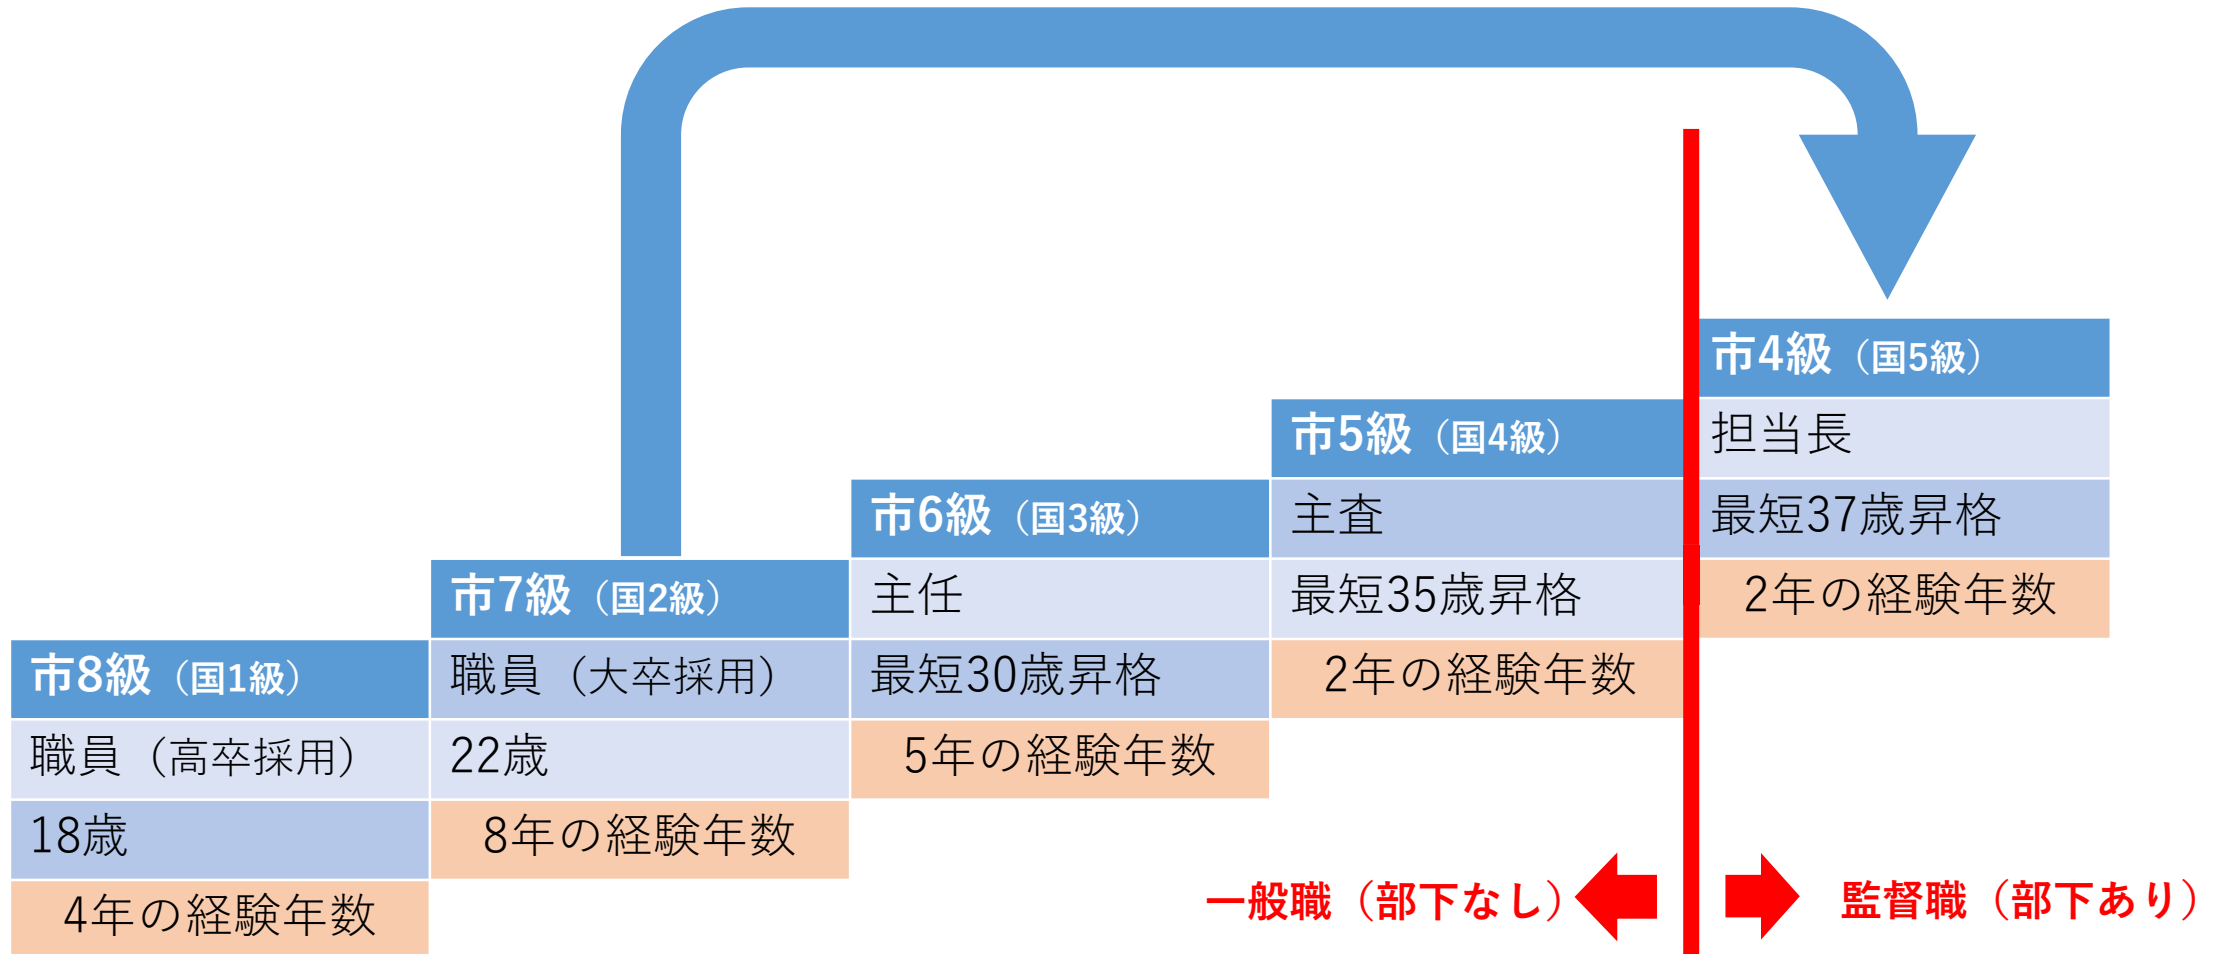 市8級（国1級）
職員（高卒採用）
18歳
4年の経験年数
市7級（国2級）
職員（大卒採用）
22歳
8年の経験年数
市6級（国3級）
主任
最短30歳昇格
5年の経験年数
市5級（国4級）
主査
最短35歳昇格
2年の経験年数
市4級（国5級）
担当長
最短37歳昇格
2年の経験年数
一般職（部下なし）
監督職（部下あり）